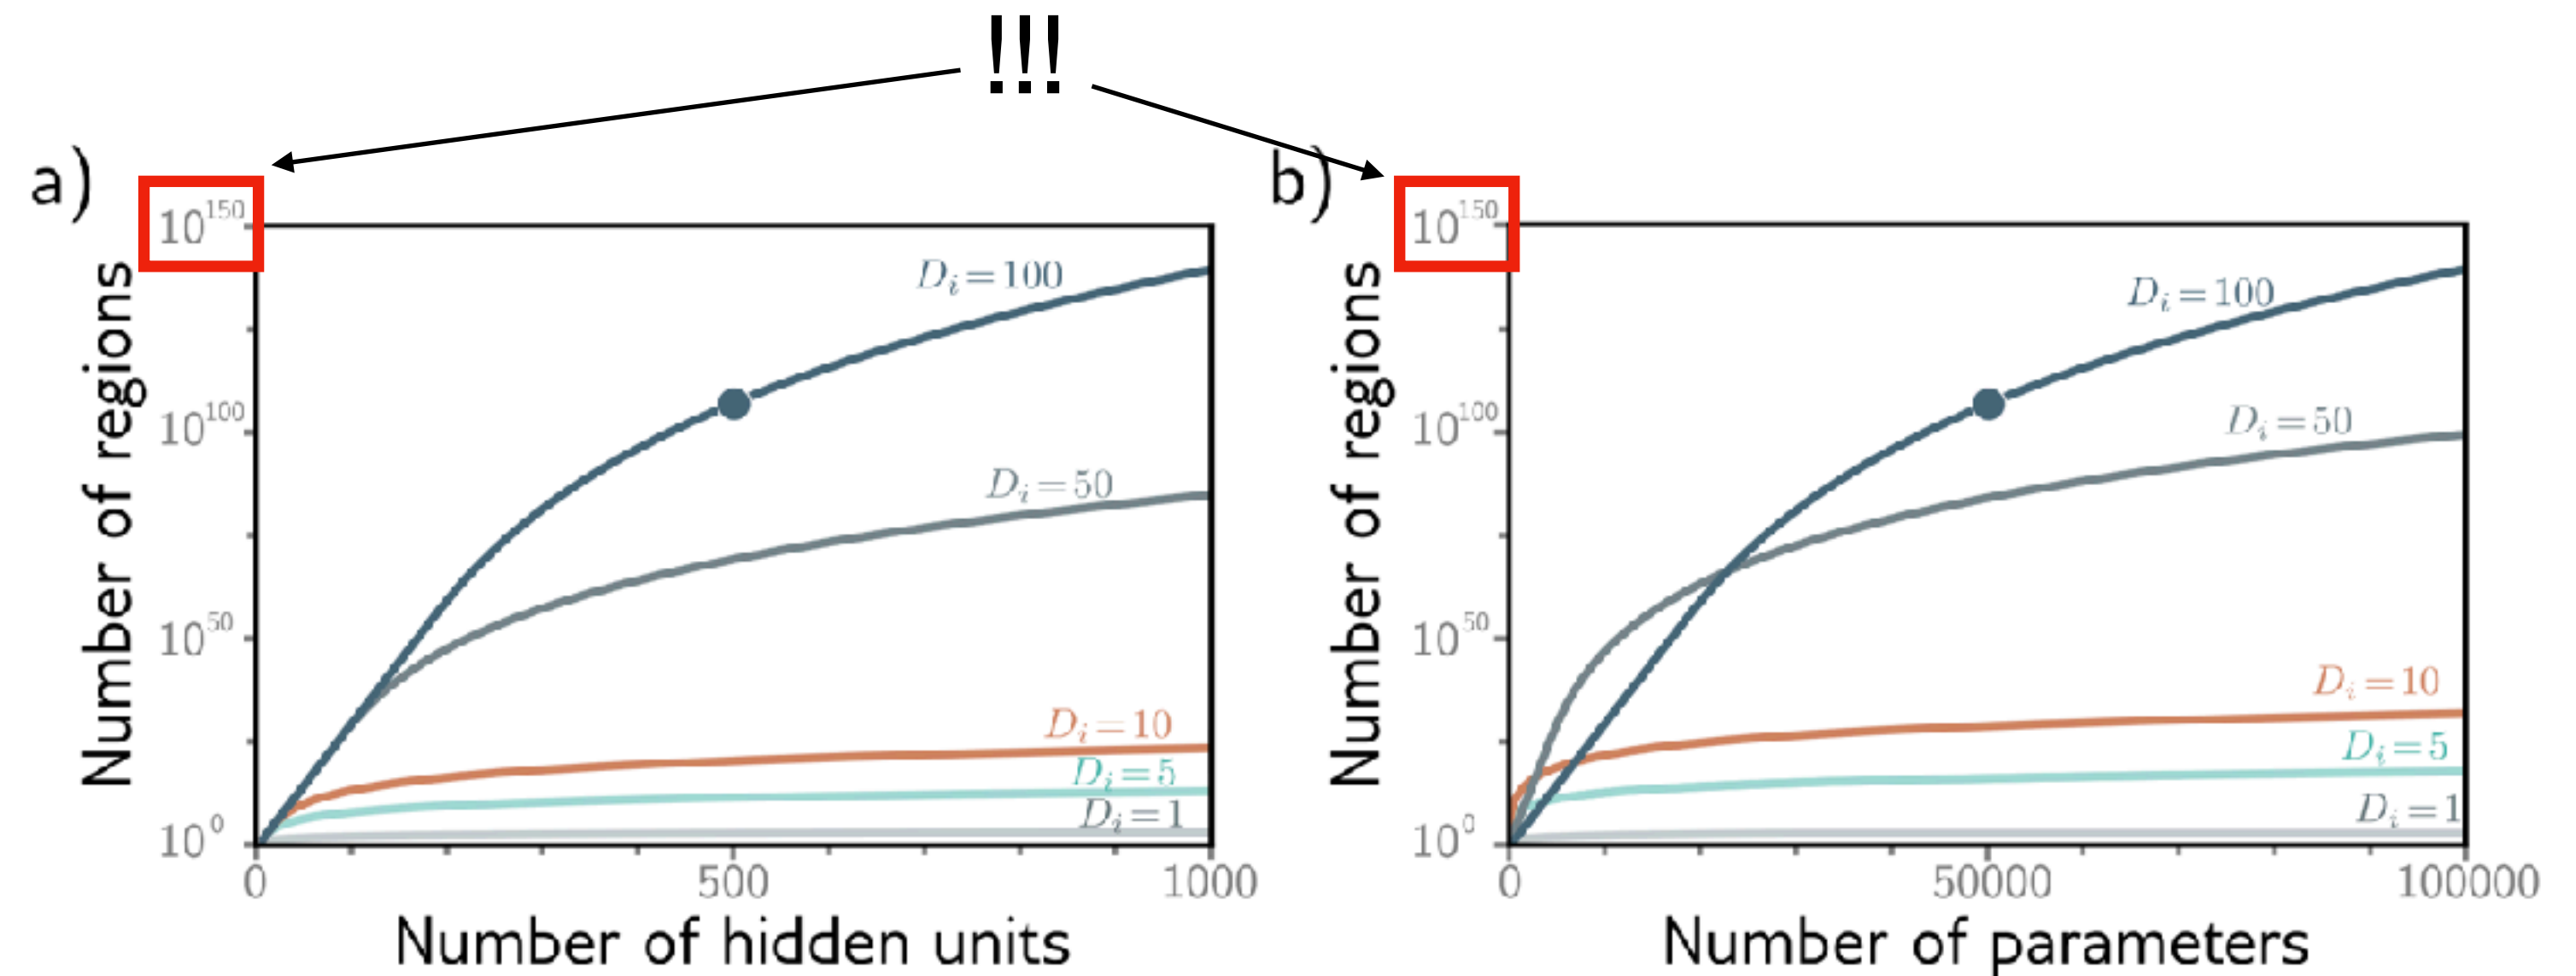 !!!
a)
Number of regions
10^150
10^100
10^50
10^0
D_i = 100
D_i = 50
D_i = 10
D_i = 5
D_i = 1
0 500 1000
Number of hidden units
b)
Number of regions
10^150
10^100
10^50
10^0
D_i = 100
D_i = 50
D_i = 10
D_i = 5
D_i = 1
0 50000 100000
Number of parameters